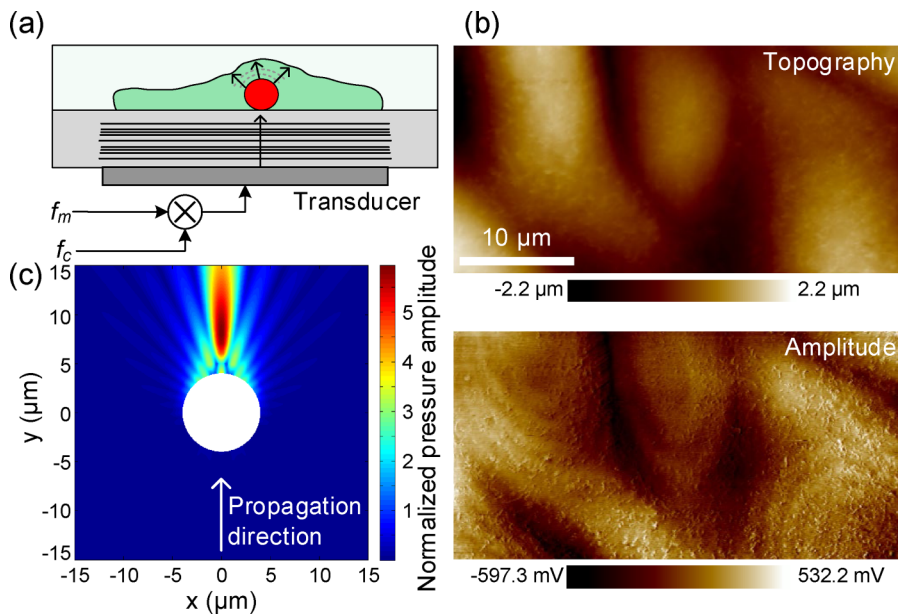 (a)
Transducer
fm
fc
(b)
Topography
10 µm
-2.2 µm 2.2 µm
Amplitude
-597.3 mV 532.2 mV
(c)
15
10
5
0
-5
-10
-15
y (µm)
-15 -10 -5 0 5 10 15
x (µm)
Propagation
direction
5
4
3
2
1
Normalized pressure amplitude